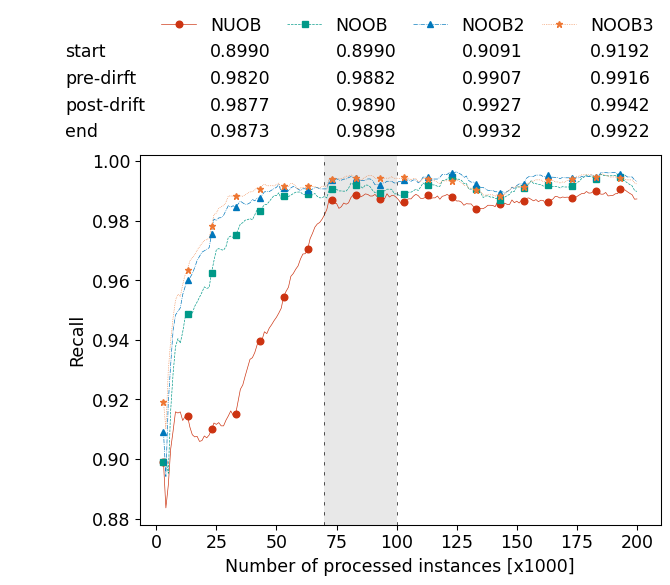 NUOB NOOB NOOB2 NOOB3
start 0.8990 0.8990 0.9091 0.9192
pre-dirft 0.9820 0.9882 0.9907 0.9916
post-drift 0.9877 0.9890 0.9927 0.9942
end 0.9873 0.9898 0.9932 0.9922
1.00
0.98
0.96
0.94
0.92
0.90
0.88
Recall
0 25 50 75 100 125 150 175 200
Number of processed instances [x1000]